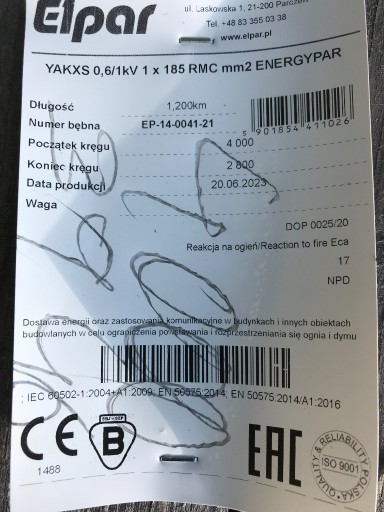 Elpar
ul. Laskowska 1, 21-200 Parczew
Tel. +48 83 355 03 38
www.elpar.pl
YAKXS 0,6/1kV 1 x 185 RMC mm2 ENERGYPAR
Długość 1,200km
Numer bębna EP-14-0041-21
5 901854 411026
Początek kręgu 4 000
Koniec kręgu 2 800
Data produkcji 20.06.2023
Waga
DOP 0025/20
Reakcja na ogień/Reaction to fire Eca
17
NPD
Dostawa energii oraz zastosowania komunikacyjne w budynkach i innych obiektach
budowlanych w celu ograniczenia powstawania i rozprzestrzeniania się ognia i dymu
; IEC 60502-1:2004+A1:2009; EN 50575:2014; EN 50575:2014/A1:2016
CE
1488
B
EAC
QUALITY & RELIABILITY
ISO 9001
POLSKA